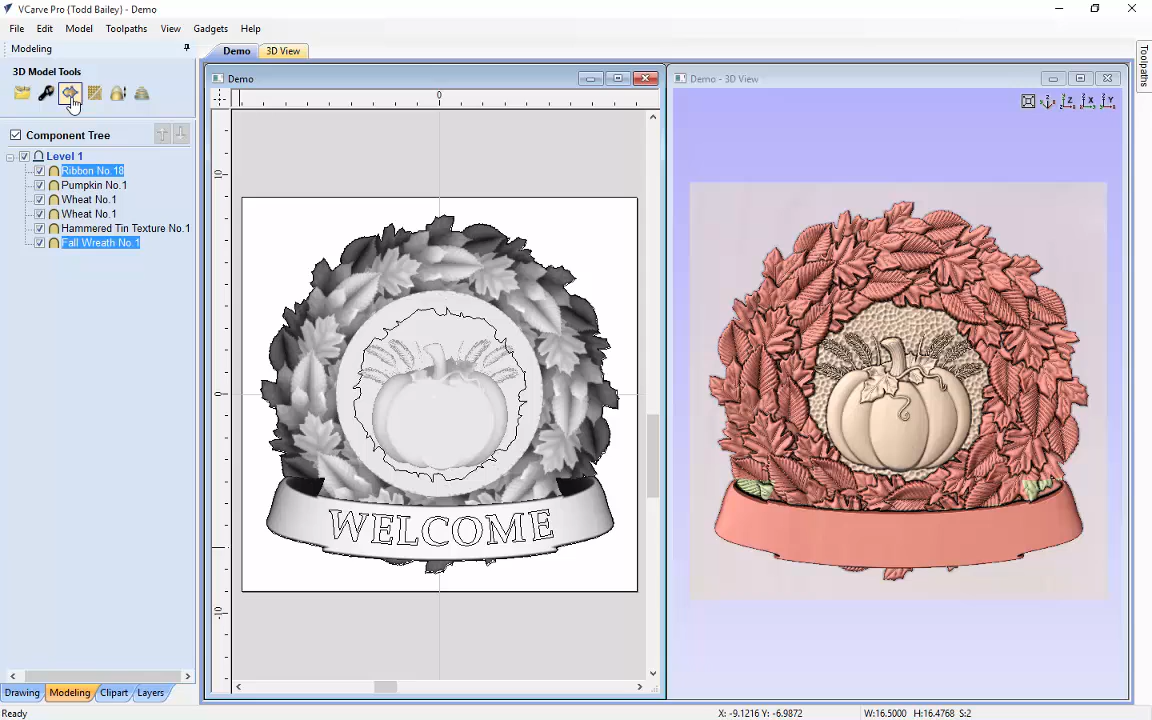 VCarve Pro {Todd Bailey} - Demo
File Edit Model Toolpaths View Gadgets Help
Modeling
Demo 3D View
3D Model Tools
Demo
Demo - 3D View
Toolpaths
0
Z X Y
Component Tree
Level 1
Ribbon No.18
Pumpkin No.1
Wheat No.1
Wheat No.1
Hammered Tin Texture No.1
Fall Wreath No.1
10
0
WELCOME
-10
Drawing Modeling Clipart Layers
Ready
X: -9.1216 Y: -6.9872
W:16.5000 H:16.4768 S:2